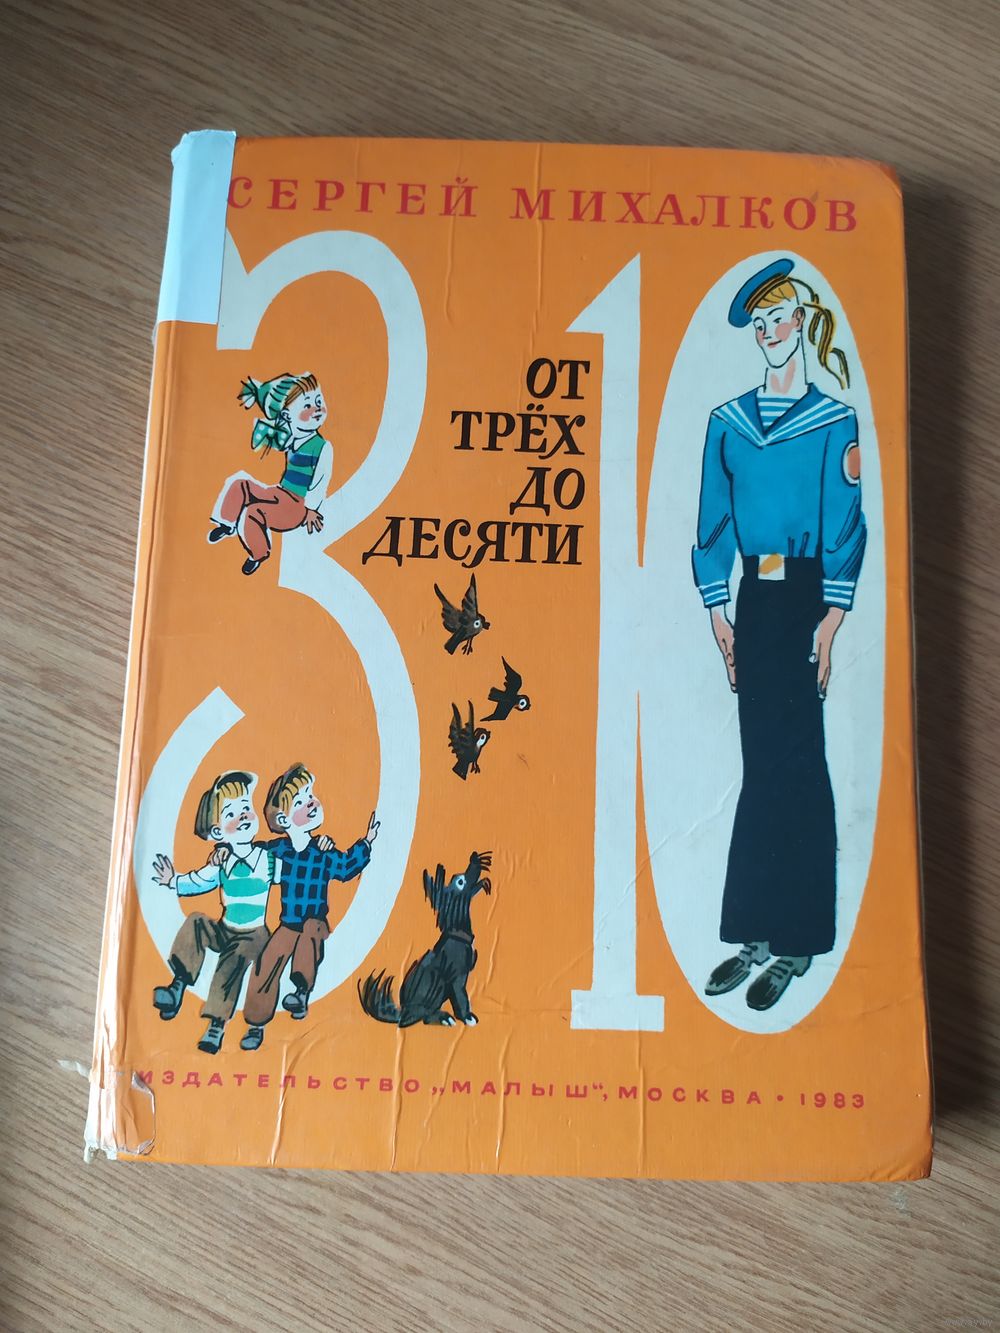 СЕРГЕЙ МИХАЛКОВ
3 10
ОТ
ТРЁХ
ДО
ДЕСЯТИ
ИЗДАТЕЛЬСТВО „МАЛЫШ“, МОСКВА • 1983